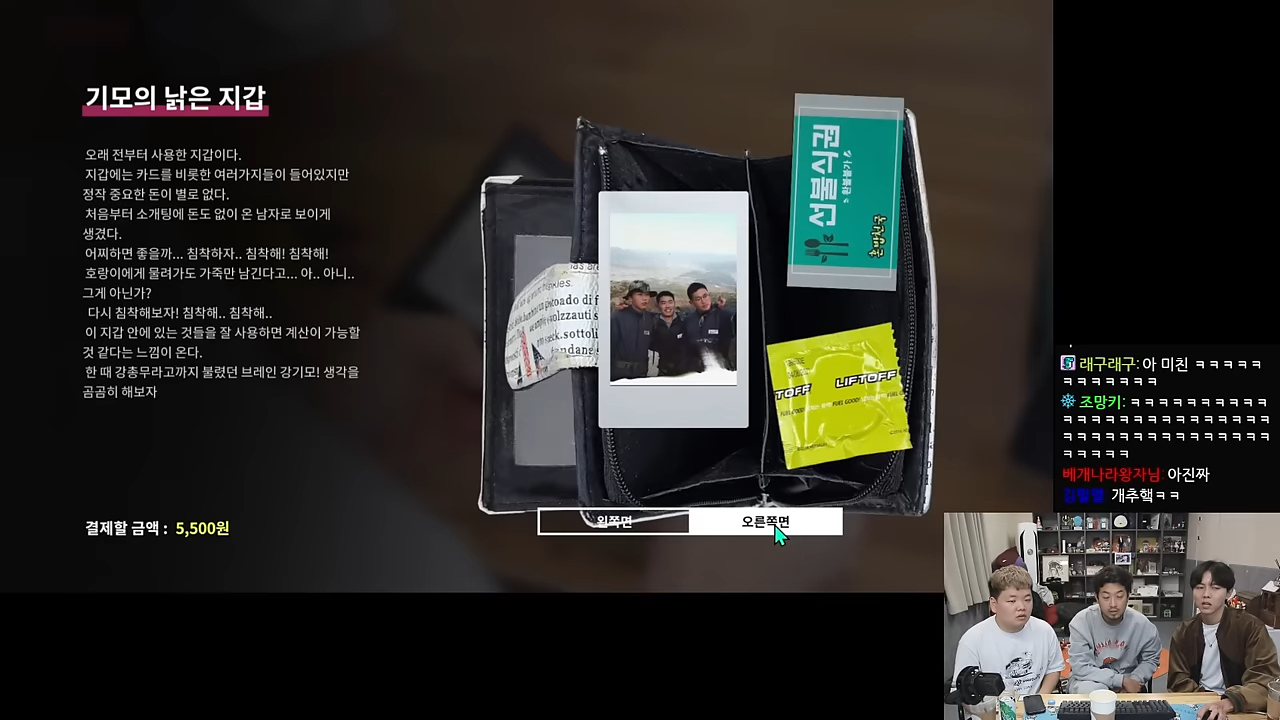 기모의 낡은 지갑
오래 전부터 사용한 지갑이다.
지갑에는 카드를 비롯한 여러가지들이 들어있지만
정작 중요한 돈이 별로 없다.
처음부터 소개팅에 돈도 없이 온 남자로 보이게
생겼다.
어찌하면 좋을까... 침착하자.. 침착해! 침착해!
호랑이에게 물려가도 가죽만 남긴다고... 아.. 아니..
그게 아닌가?
다시 침착해보자! 침착해.. 침착해..
이 지갑 안에 있는 것들을 잘 사용하면 계산이 가능할
것 같다는 느낌이 온다.
한 때 강총무라고까지 불렸던 브레인 강기모! 생각을
곰곰히 해보자
결제할 금액 : 5,500원
선불식권
LIFTOFF
TOFF
FUEL GOOD!
왼쪽면
오른쪽면
래구래구: 아 미친 ㅋㅋㅋㅋㅋ
ㅋㅋㅋㅋㅋㅋㅋ
조망키: ㅋㅋㅋㅋㅋㅋㅋㅋㅋㅋ
ㅋㅋㅋㅋㅋㅋㅋㅋㅋㅋㅋㅋㅋㅋㅋ
ㅋㅋㅋㅋㅋㅋㅋㅋㅋㅋㅋㅋㅋㅋㅋ
ㅋㅋㅋㅋㅋ
베개나라왕자님: 아진짜
개추핵ㅋㅋ